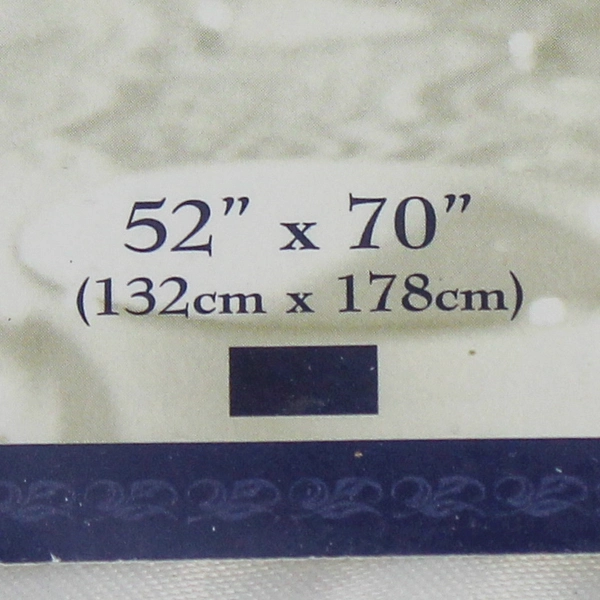 52” x 70”
(132cm x 178cm)